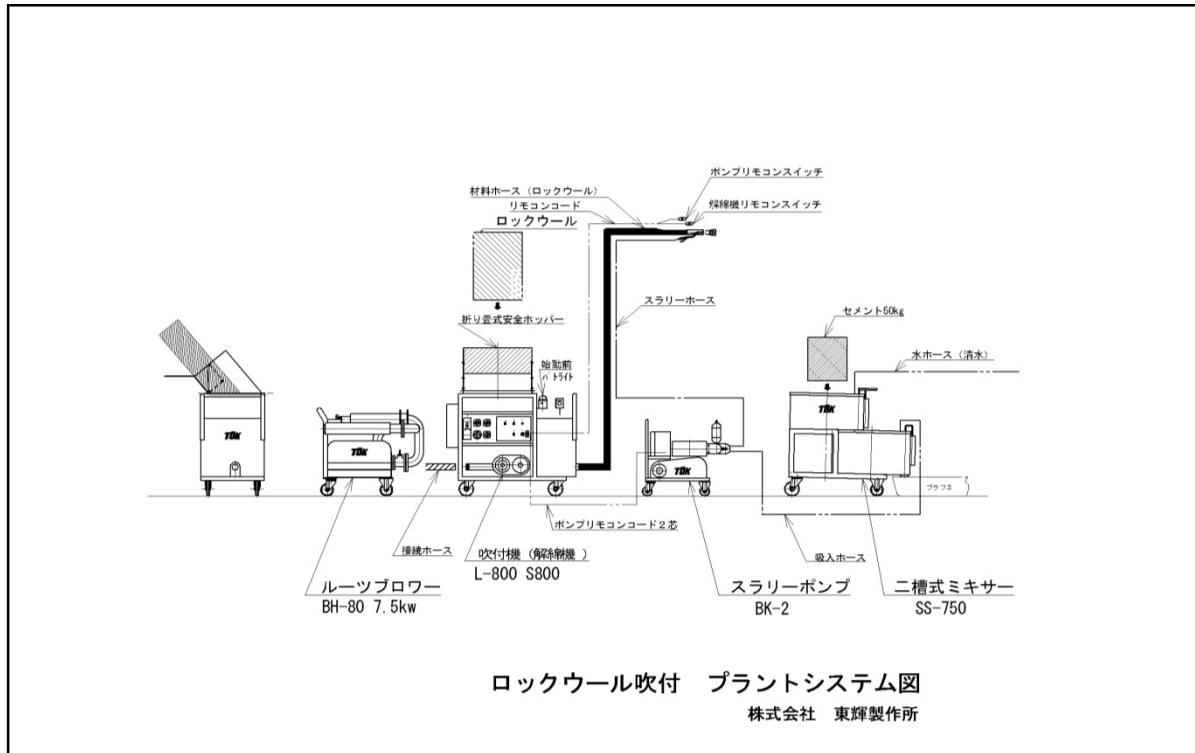 ポンプリモコンスイッチ
材料ホース（ロックウール）
リモコンコード
解綿機リモコンスイッチ
ロックウール
スラリーホース
折り畳式安全ホッパー
セメント50kg
始動前
パトライト
水ホース（清水）
TOK
TOK
TOK
TOK
プラフネ
接続ホース
ポンプリモコンコード２芯
吸入ホース
吹付機（解綿機）
L-800 S800
ルーツブロワー
BH-80 7.5kw
スラリーポンプ
BK-2
二槽式ミキサー
SS-750
ロックウール吹付　プラントシステム図
株式会社　東輝製作所